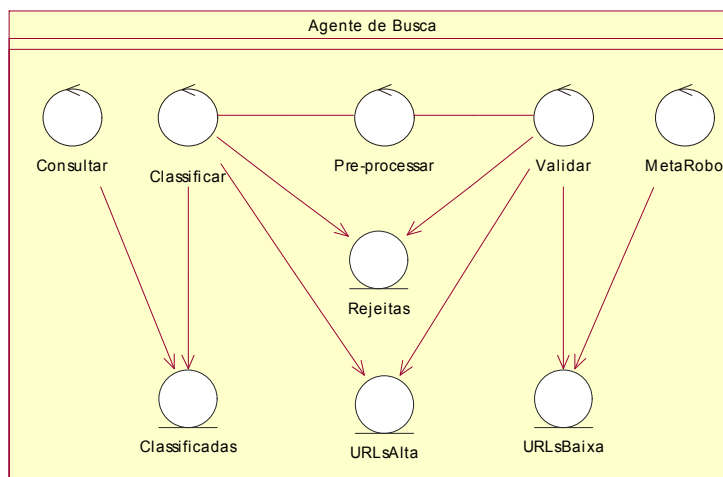 Agente de Busca
Consultar
Classificar
Pre-processar
Validar
MetaRobo
Rejeitas
Classificadas
URLsAlta
URLsBaixa